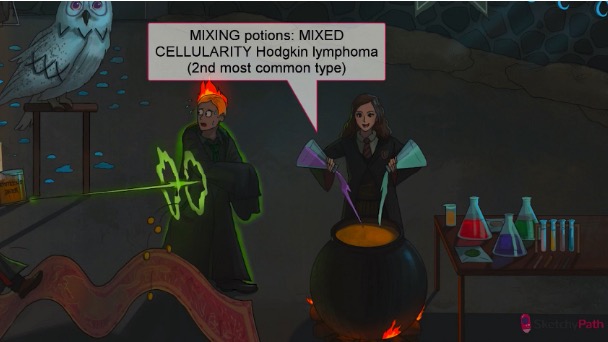 MIXING potions: MIXED
CELLULARITY Hodgkin lymphoma
(2nd most common type)
SketchyPath